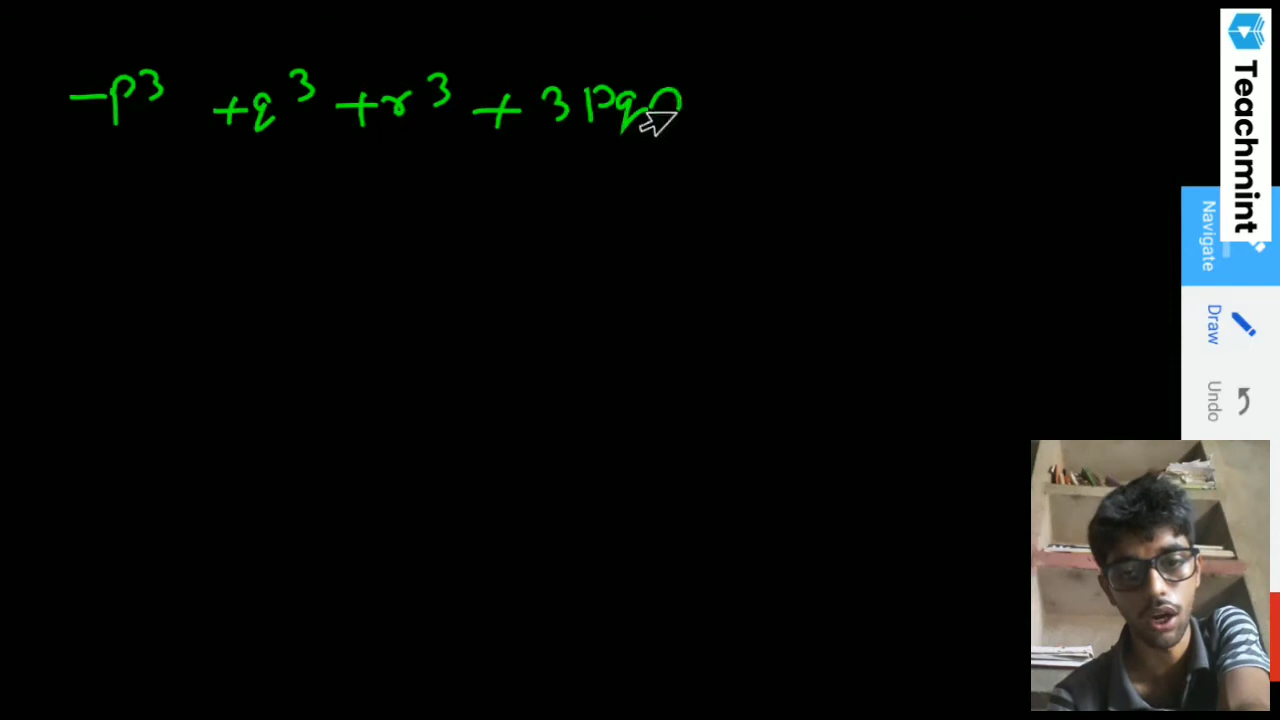 -p³ +q³ +r³ + 3pqr
Teachmint
Navigate
Draw
Undo